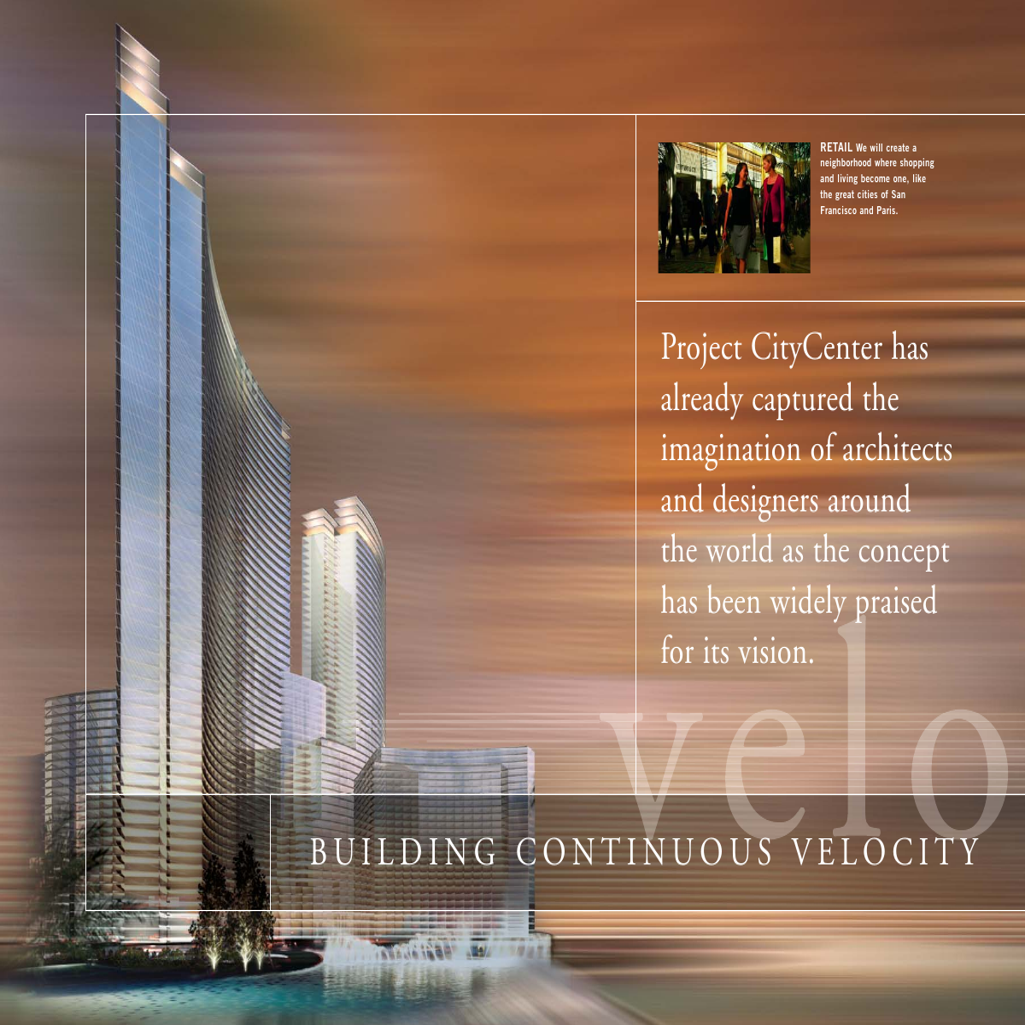 RETAIL We will create a
neighborhood where shopping
and living become one, like
the great cities of San
Francisco and Paris.
Project CityCenter has
already captured the
imagination of architects
and designers around
the world as the concept
has been widely praised
for its vision.
velo
BUILDING CONTINUOUS VELOCITY